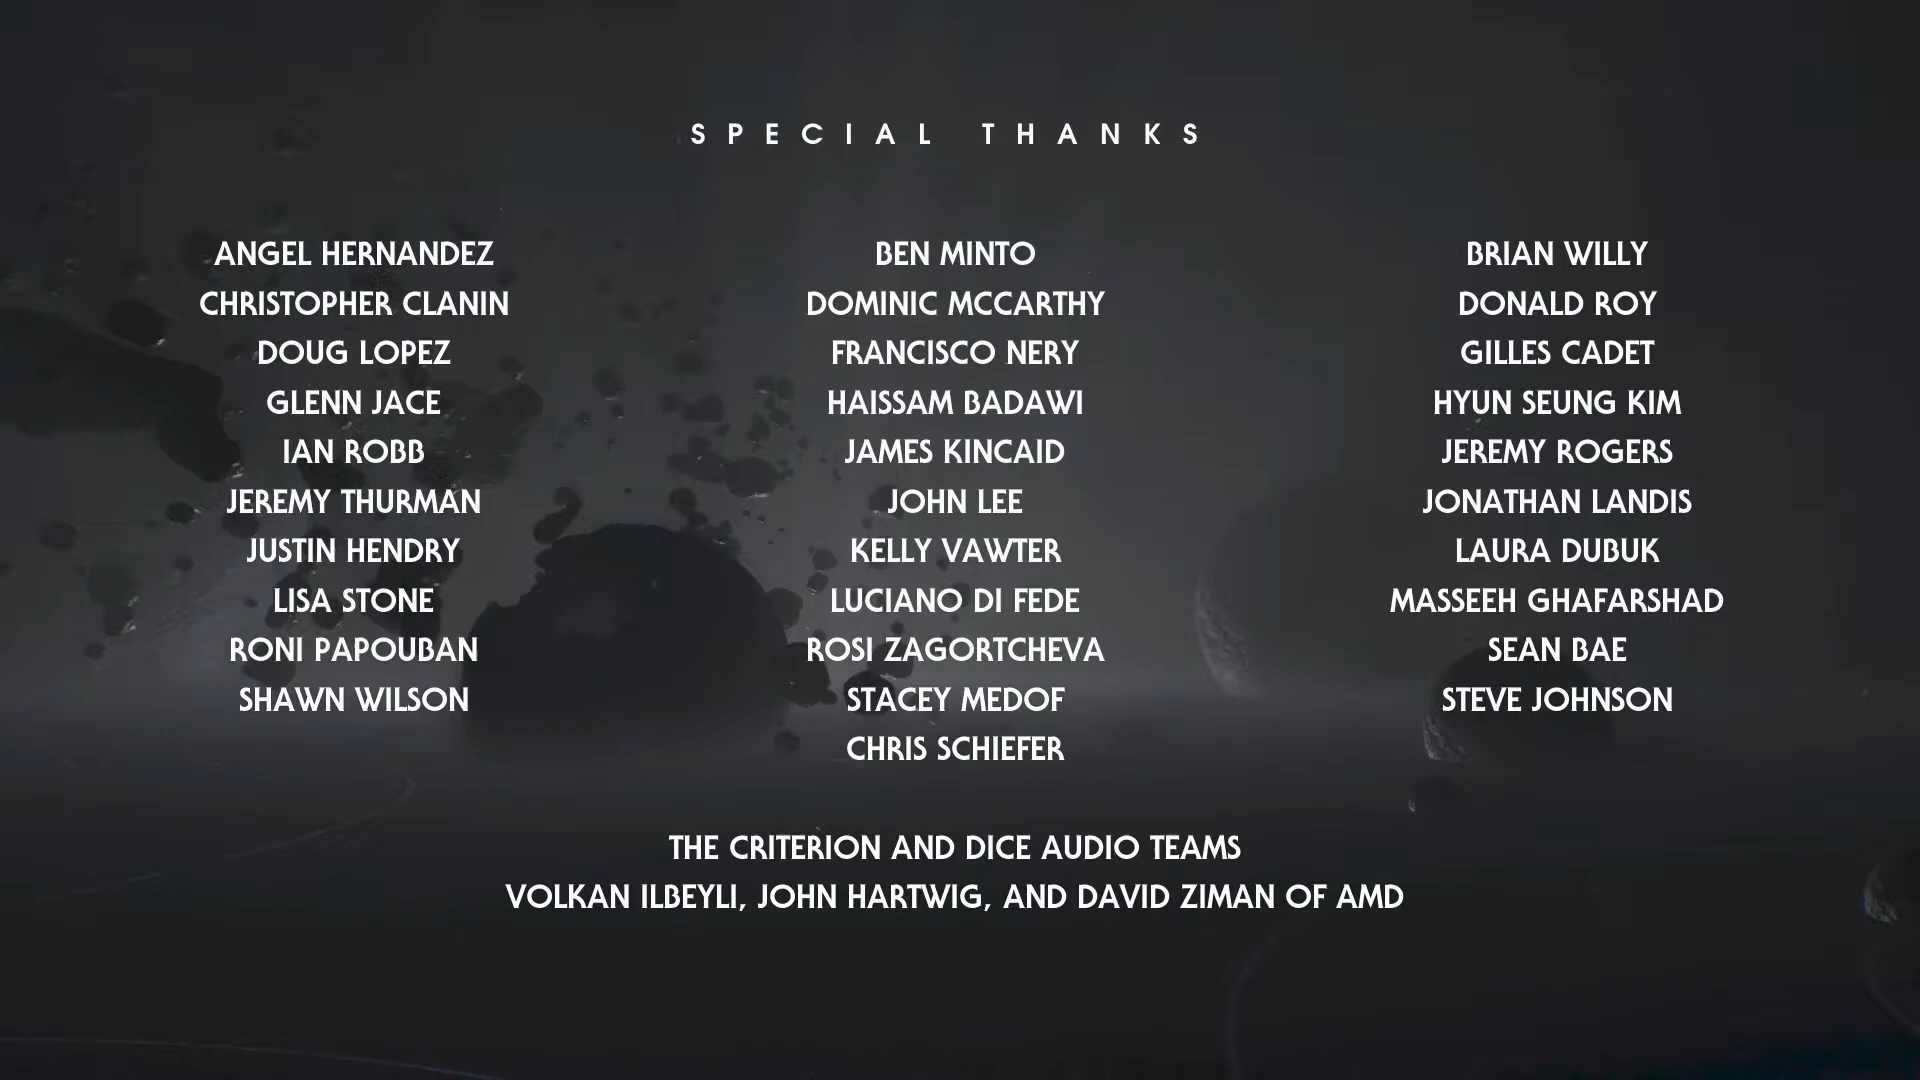 SPECIAL THANKS
ANGEL HERNANDEZ
CHRISTOPHER CLANIN
DOUG LOPEZ
GLENN JACE
IAN ROBB
JEREMY THURMAN
JUSTIN HENDRY
LISA STONE
RONI PAPOUBAN
SHAWN WILSON
BEN MINTO
DOMINIC MCCARTHY
FRANCISCO NERY
HAISSAM BADAWI
JAMES KINCAID
JOHN LEE
KELLY VAWTER
LUCIANO DI FEDE
ROSI ZAGORTCHEVA
STACEY MEDOF
CHRIS SCHIEFER
BRIAN WILLY
DONALD ROY
GILLES CADET
HYUN SEUNG KIM
JEREMY ROGERS
JONATHAN LANDIS
LAURA DUBUK
MASSEEH GHAFARSHAD
SEAN BAE
STEVE JOHNSON
THE CRITERION AND DICE AUDIO TEAMS
VOLKAN ILBEYLI, JOHN HARTWIG, AND DAVID ZIMAN OF AMD